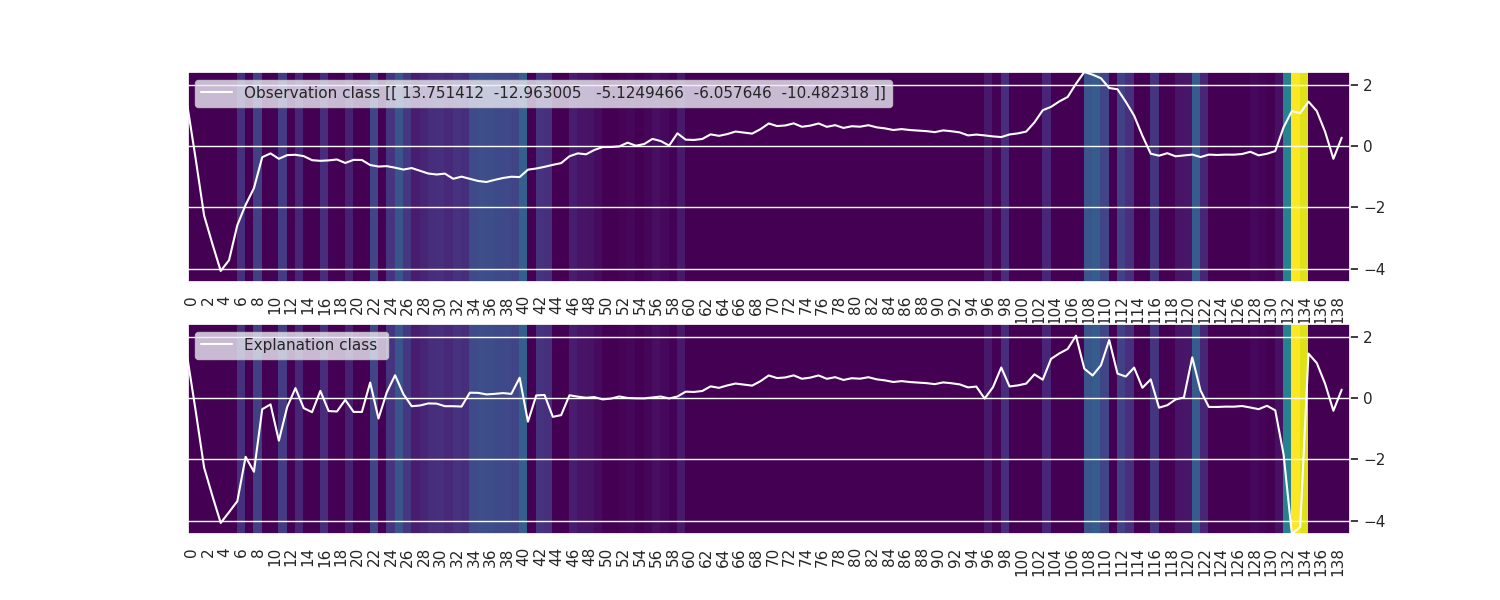 Observation class [[ 13.751412 -12.963005 -5.1249466 -6.057646 -10.482318 ]]
2
0
−2
−4
0 2 4 6 8 10 12 14 16 18 20 22 24 26 28 30 32 34 36 38 40 42 44 46 48 50 52 54 56 58 60 62 64 66 68 70 72 74 76 78 80 82 84 86 88 90 92 94 96 98 100 102 104 106 108 110 112 114 116 118 120 122 124 126 128 130 132 134 136 138
Explanation class
2
0
−2
−4
0 2 4 6 8 10 12 14 16 18 20 22 24 26 28 30 32 34 36 38 40 42 44 46 48 50 52 54 56 58 60 62 64 66 68 70 72 74 76 78 80 82 84 86 88 90 92 94 96 98 100 102 104 106 108 110 112 114 116 118 120 122 124 126 128 130 132 134 136 138